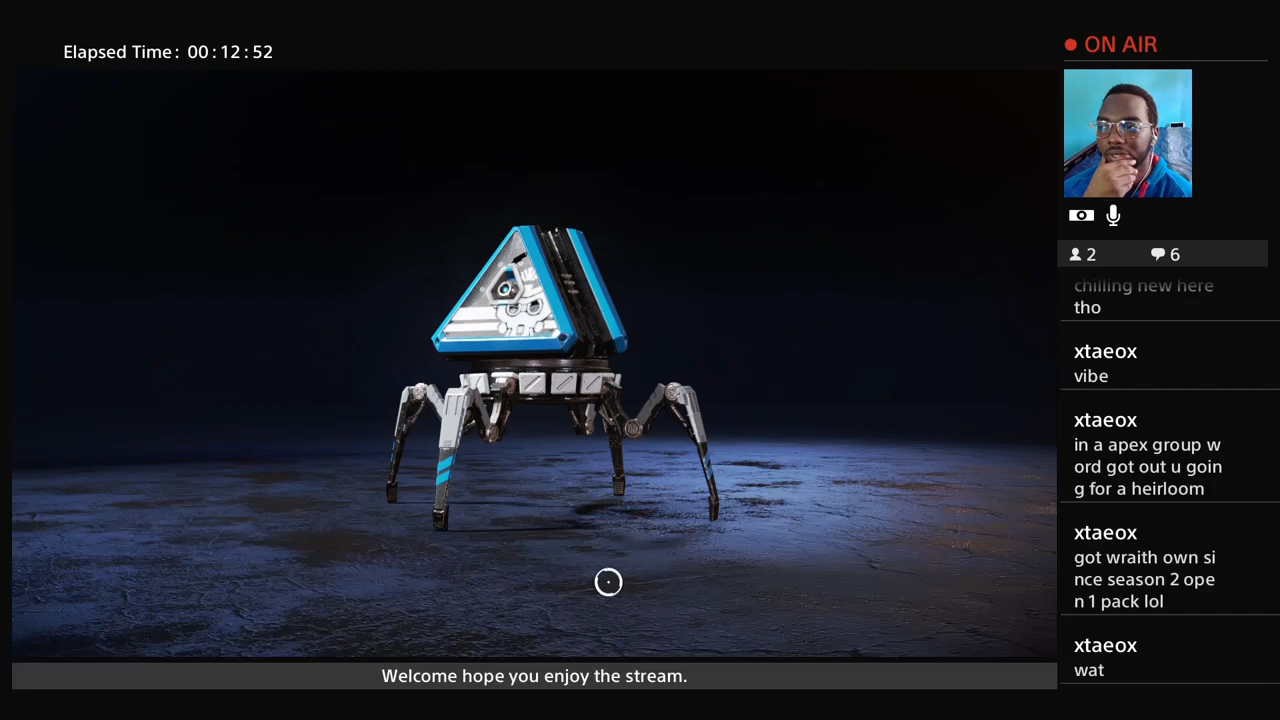 Elapsed Time: 00:12:52
ON AIR
2
6
chilling new here
tho
xtaeox
vibe
xtaeox
in a apex group w
ord got out u goin
g for a heirloom
xtaeox
got wraith own si
nce season 2 ope
n 1 pack lol
xtaeox
wat
Welcome hope you enjoy the stream.